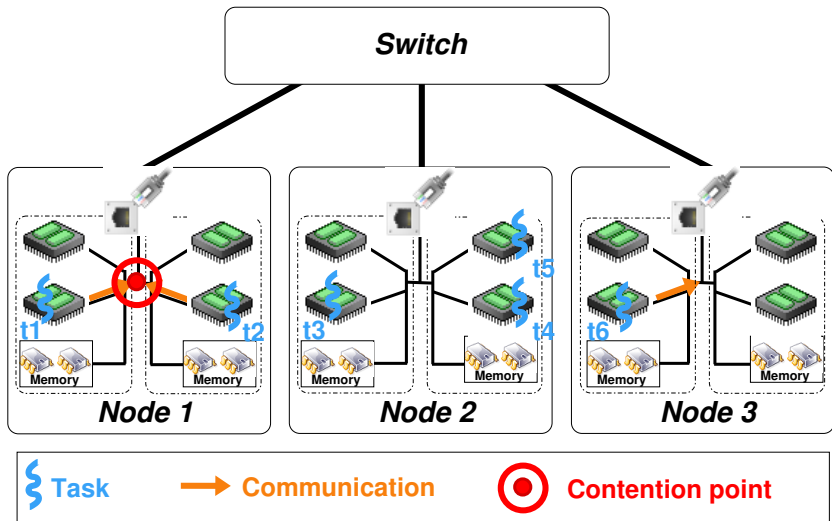 Switch
t5
t1
t2
t3
t4
t6
Memory
Memory
Memory
Memory
Memory
Memory
Node 1
Node 2
Node 3
Task
Communication
Contention point